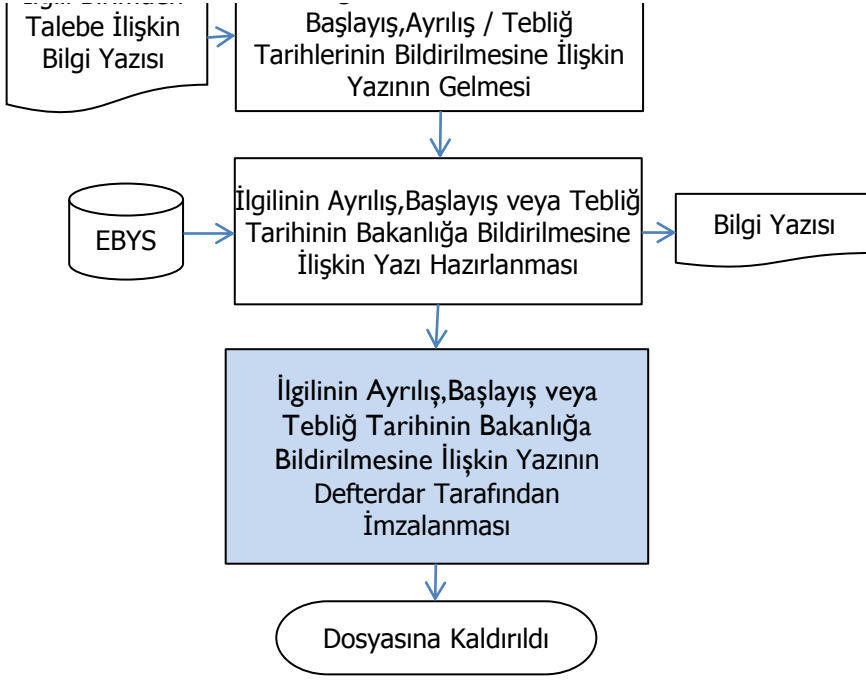 Talebe İlişkin
Bilgi Yazısı
Başlayış,Ayrılış / Tebliğ
Tarihlerinin Bildirilmesine İlişkin
Yazının Gelmesi
EBYS
İlgilinin Ayrılış,Başlayış veya Tebliğ
Tarihinin Bakanlığa Bildirilmesine
İlişkin Yazı Hazırlanması
Bilgi Yazısı
İlgilinin Ayrılış,Başlayış veya
Tebliğ Tarihinin Bakanlığa
Bildirilmesine İlişkin Yazının
Defterdar Tarafından
İmzalanması
Dosyasına Kaldırıldı